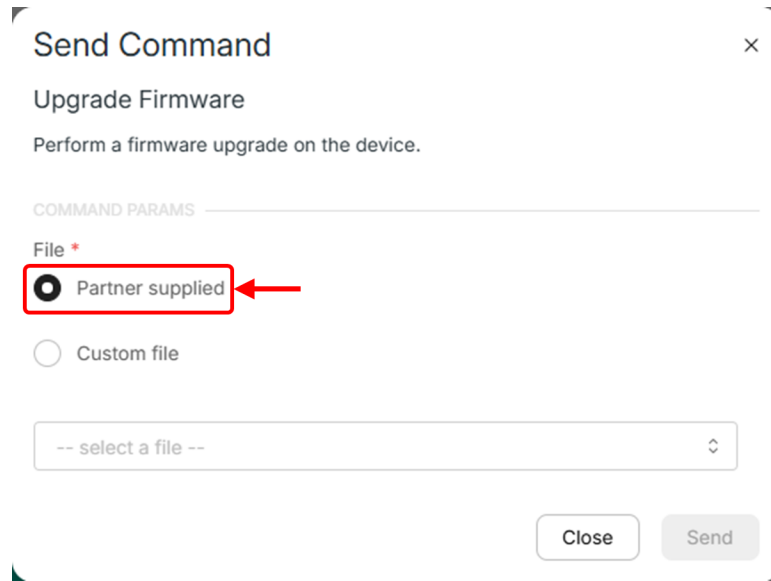 Send Command
Upgrade Firmware
Perform a firmware upgrade on the device.
COMMAND PARAMS
File *
Partner supplied
Custom file
-- select a file --
Close
Send